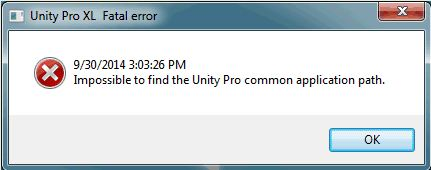 Unity Pro XL  Fatal error
9/30/2014 3:03:26 PM
Impossible to find the Unity Pro common application path.
OK